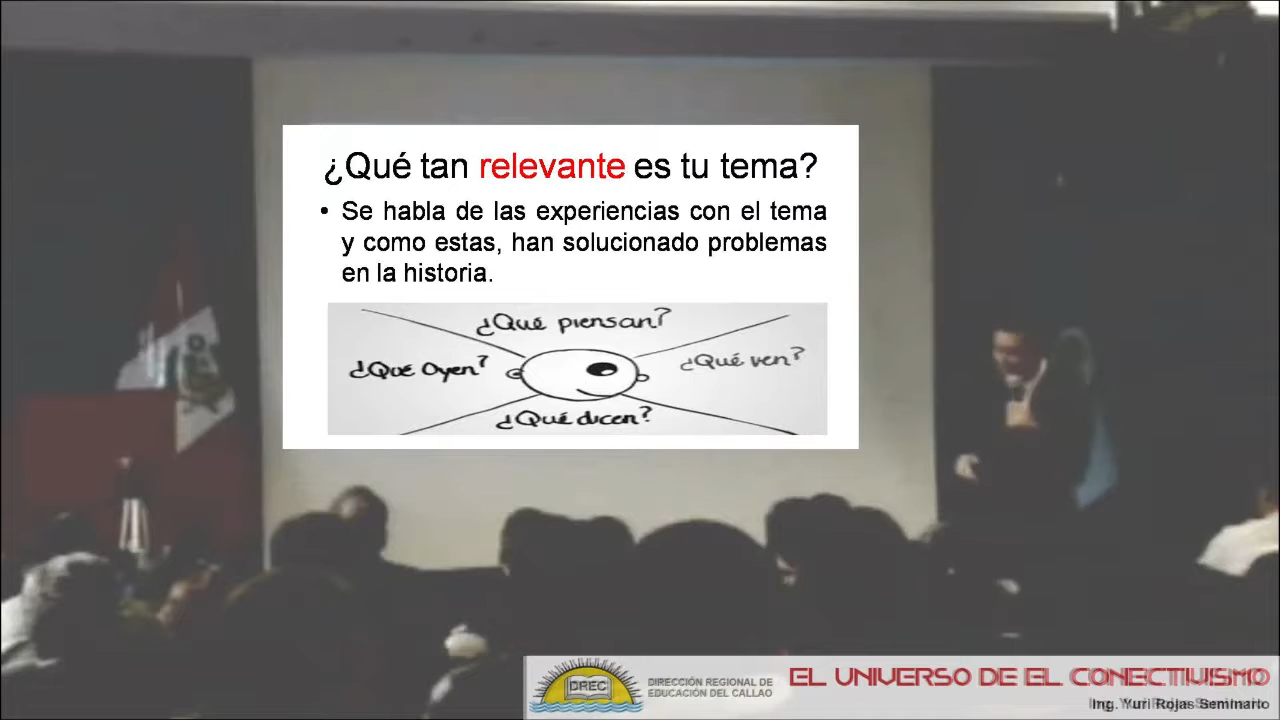 ¿Qué tan relevante es tu tema?
• Se habla de las experiencias con el tema
y como estas, han solucionado problemas
en la historia.
¿Qué piensan?
¿Qué Oyen?
¿Qué ven?
¿Qué dicen?
DREC
DIRECCIÓN REGIONAL DE
EDUCACIÓN DEL CALLAO
EL UNIVERSO DE EL CONECTIVISMO
Ing. Yuri Rojas Seminario